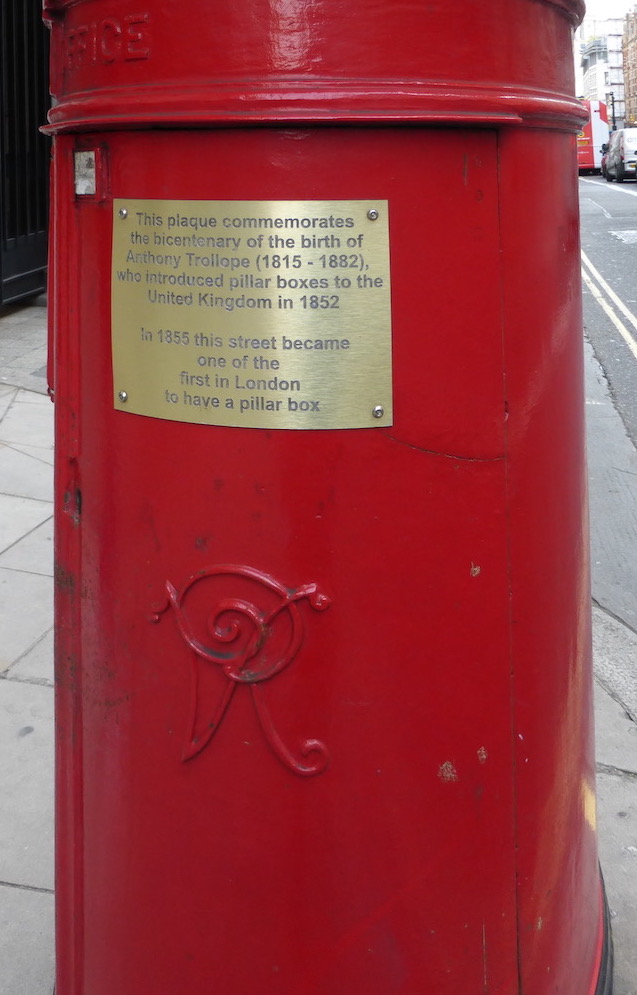 OFFICE
This plaque commemorates
the bicentenary of the birth of
Anthony Trollope (1815 - 1882),
who introduced pillar boxes to the
United Kingdom in 1852
In 1855 this street became
one of the
first in London
to have a pillar box
VR